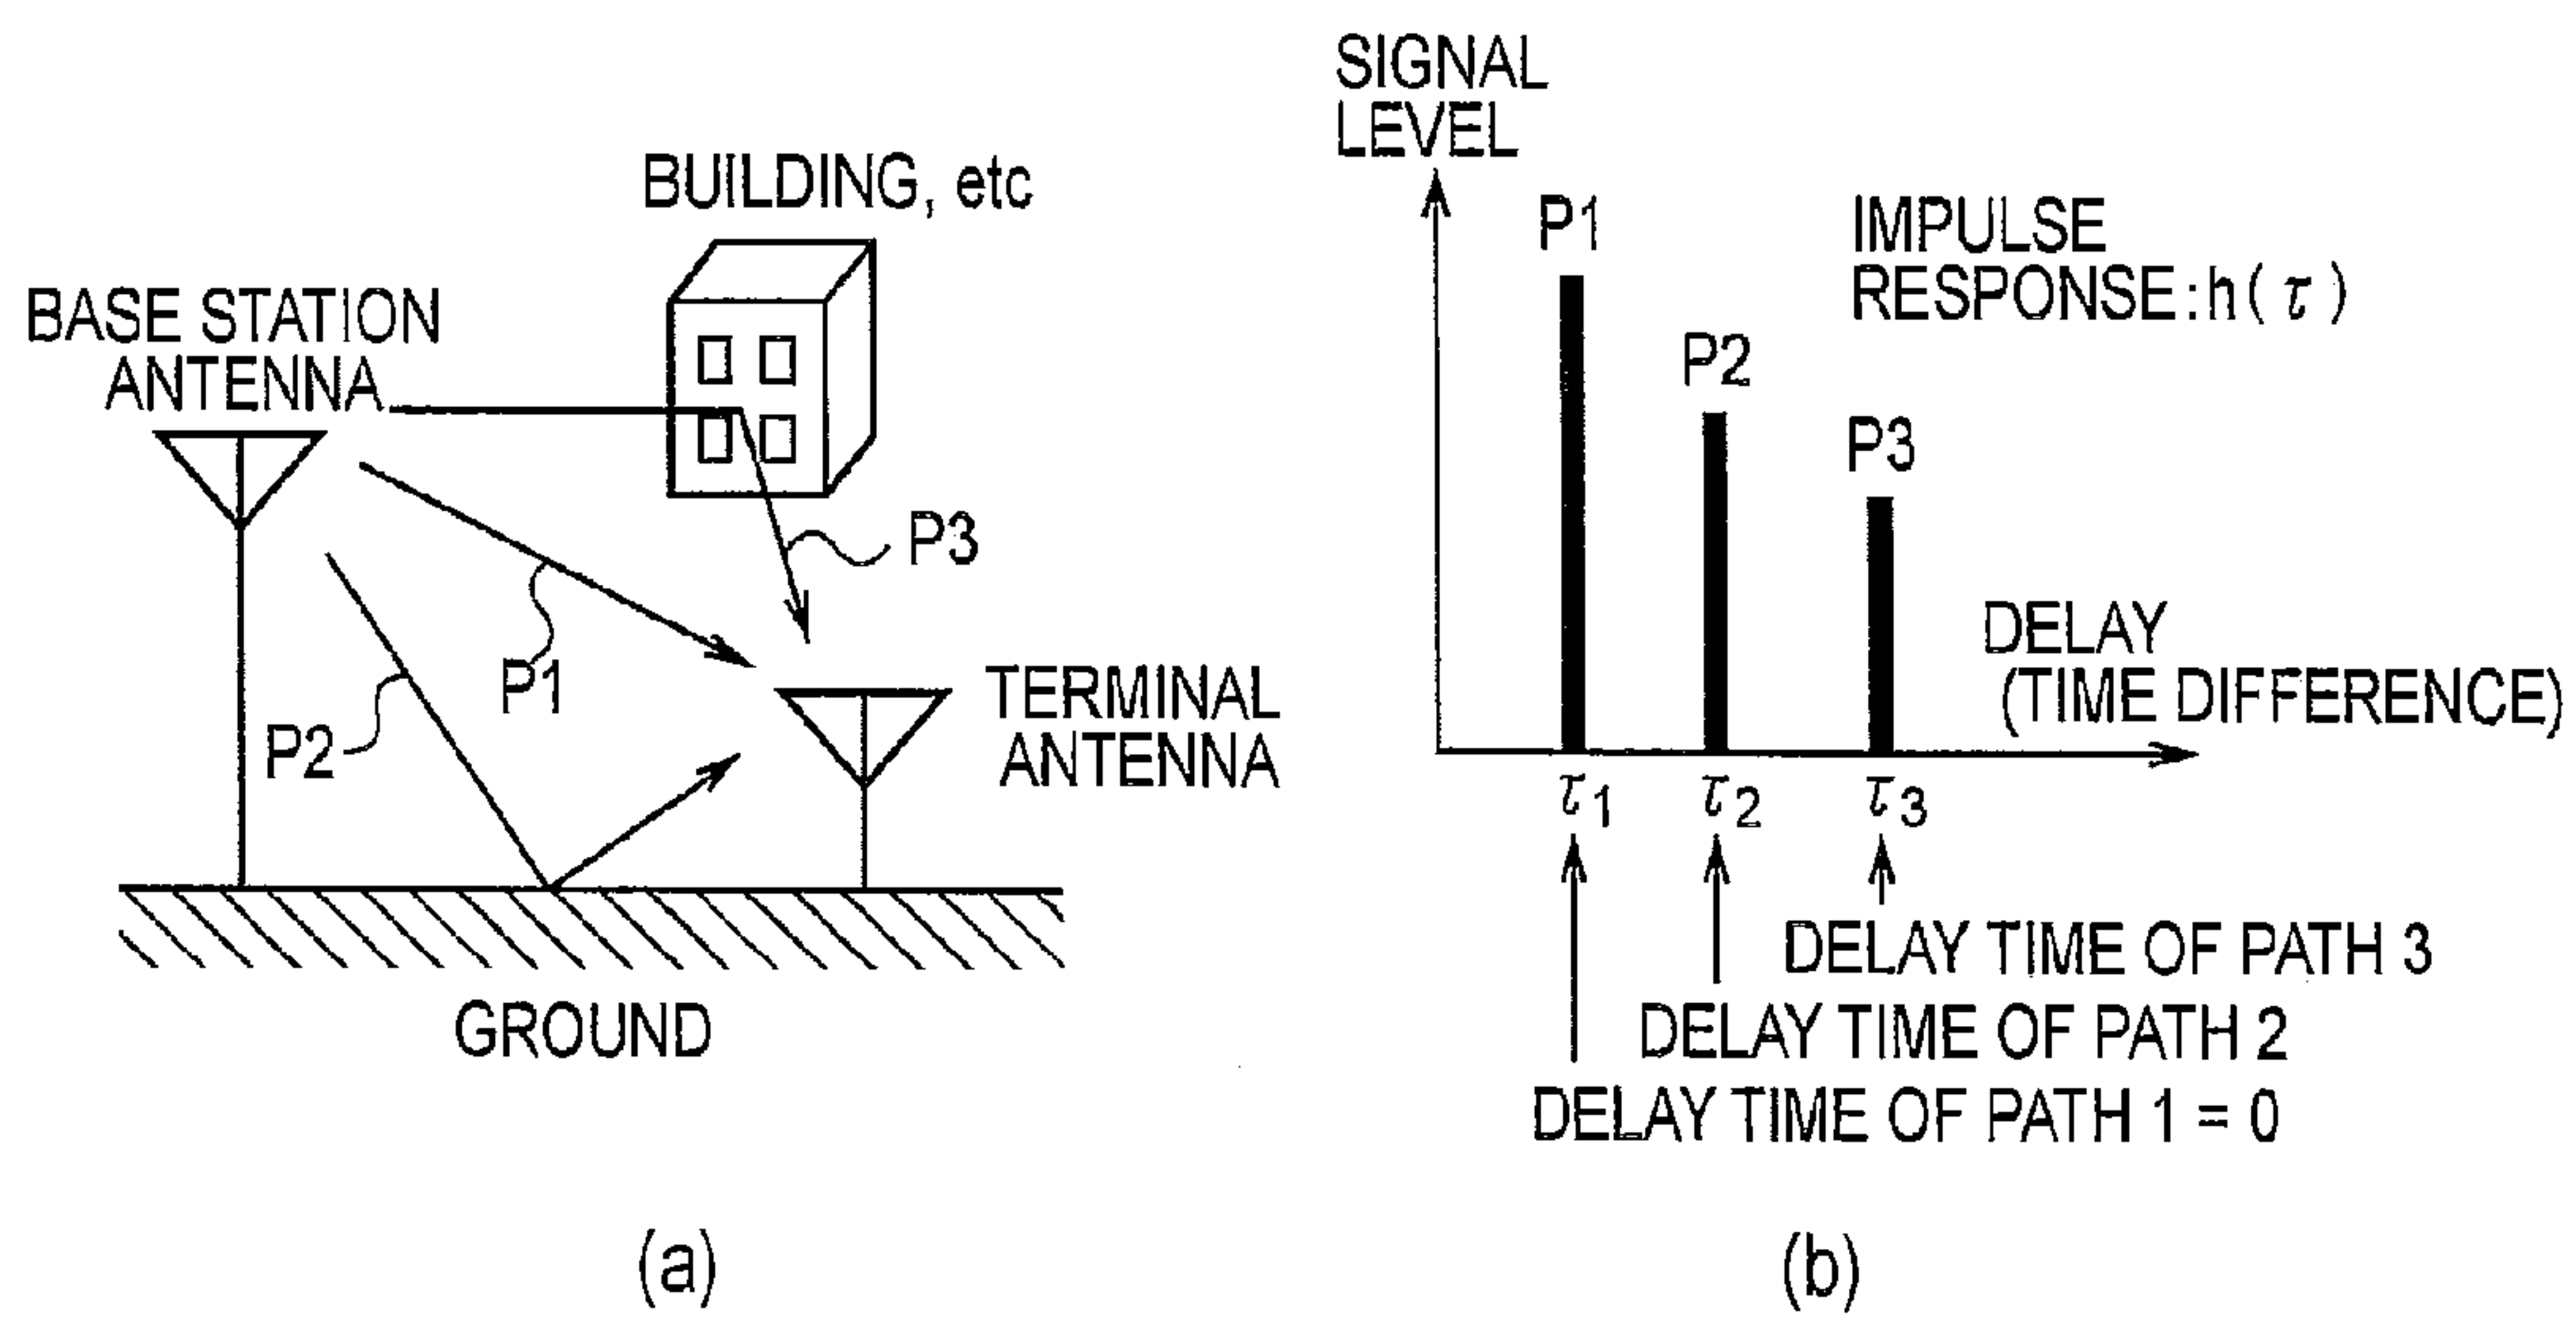 BUILDING, etc
BASE STATION
ANTENNA
P3
P1
P2
TERMINAL
ANTENNA
GROUND
(a)
SIGNAL
LEVEL
P1
IMPULSE
RESPONSE: h(τ)
P2
P3
DELAY
(TIME DIFFERENCE)
τ1 τ2 τ3
DELAY TIME OF PATH 3
DELAY TIME OF PATH 2
DELAY TIME OF PATH 1 = 0
(b)